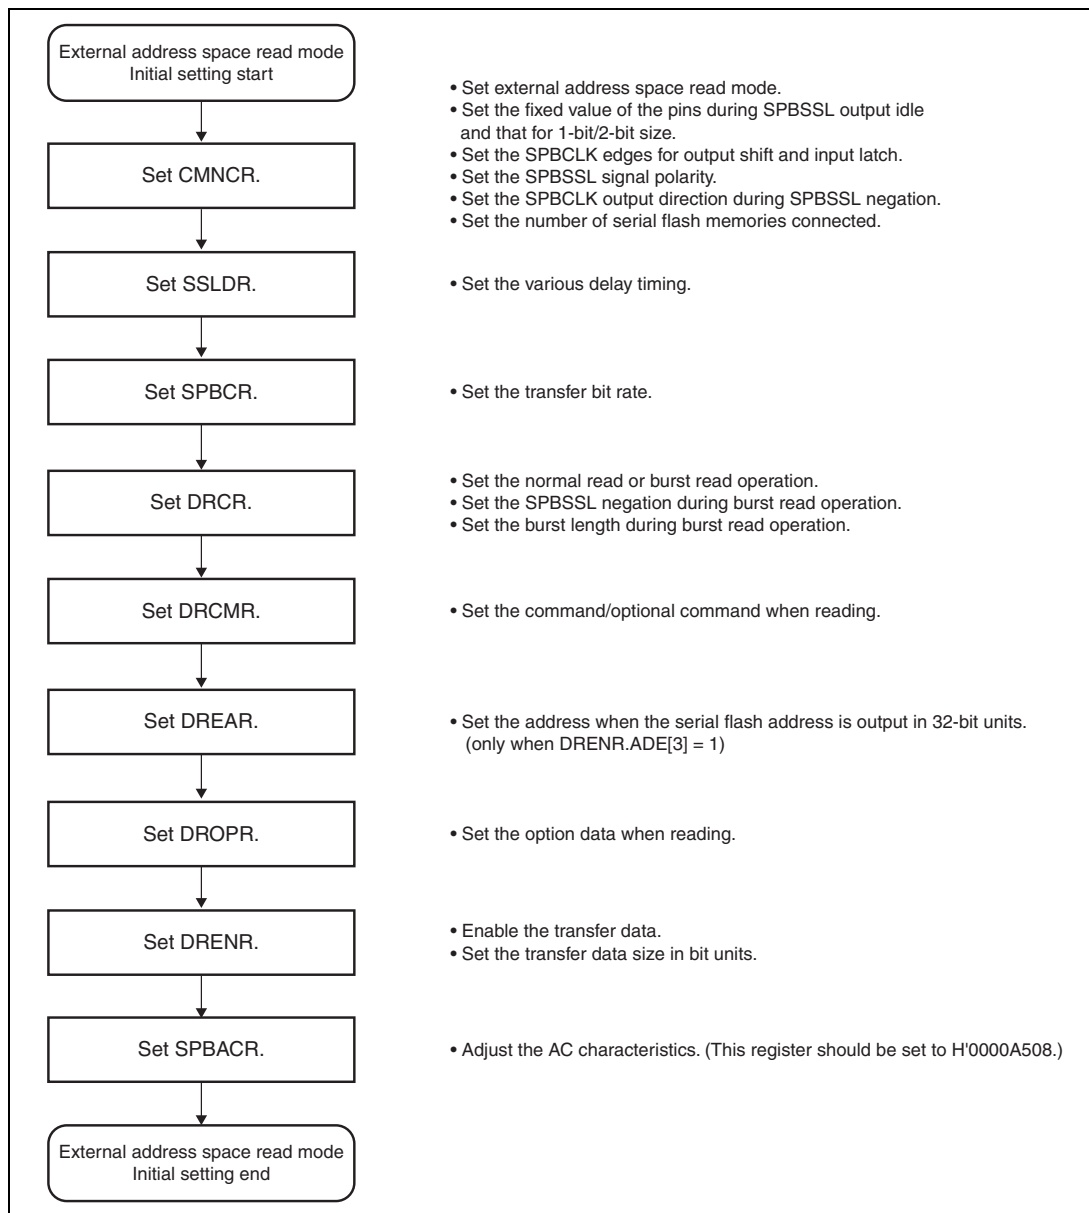 External address space read mode
Initial setting start
• Set external address space read mode.
• Set the fixed value of the pins during SPBSSL output idle
and that for 1-bit/2-bit size.
• Set the SPBCLK edges for output shift and input latch.
• Set the SPBSSL signal polarity.
• Set the SPBCLK output direction during SPBSSL negation.
• Set the number of serial flash memories connected.
Set CMNCR.
Set SSLDR.
• Set the various delay timing.
Set SPBCR.
• Set the transfer bit rate.
Set DRCR.
• Set the normal read or burst read operation.
• Set the SPBSSL negation during burst read operation.
• Set the burst length during burst read operation.
Set DRCMR.
• Set the command/optional command when reading.
Set DREAR.
• Set the address when the serial flash address is output in 32-bit units.
(only when DRENR.ADE[3] = 1)
Set DROPR.
• Set the option data when reading.
Set DRENR.
• Enable the transfer data.
• Set the transfer data size in bit units.
Set SPBACR.
• Adjust the AC characteristics. (This register should be set to H'0000A508.)
External address space read mode
Initial setting end